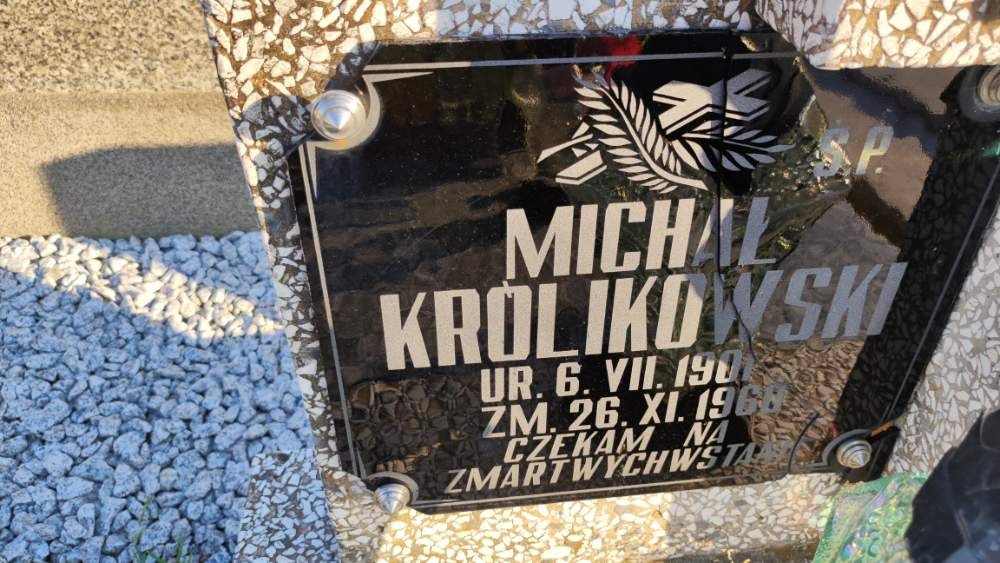 Ś.P.
MICHAŁ
KRÓLIKOWSKI
UR. 6. VII. 1901
ZM. 26. XI. 1968
CZEKAM NA
ZMARTWYCHWSTANIE